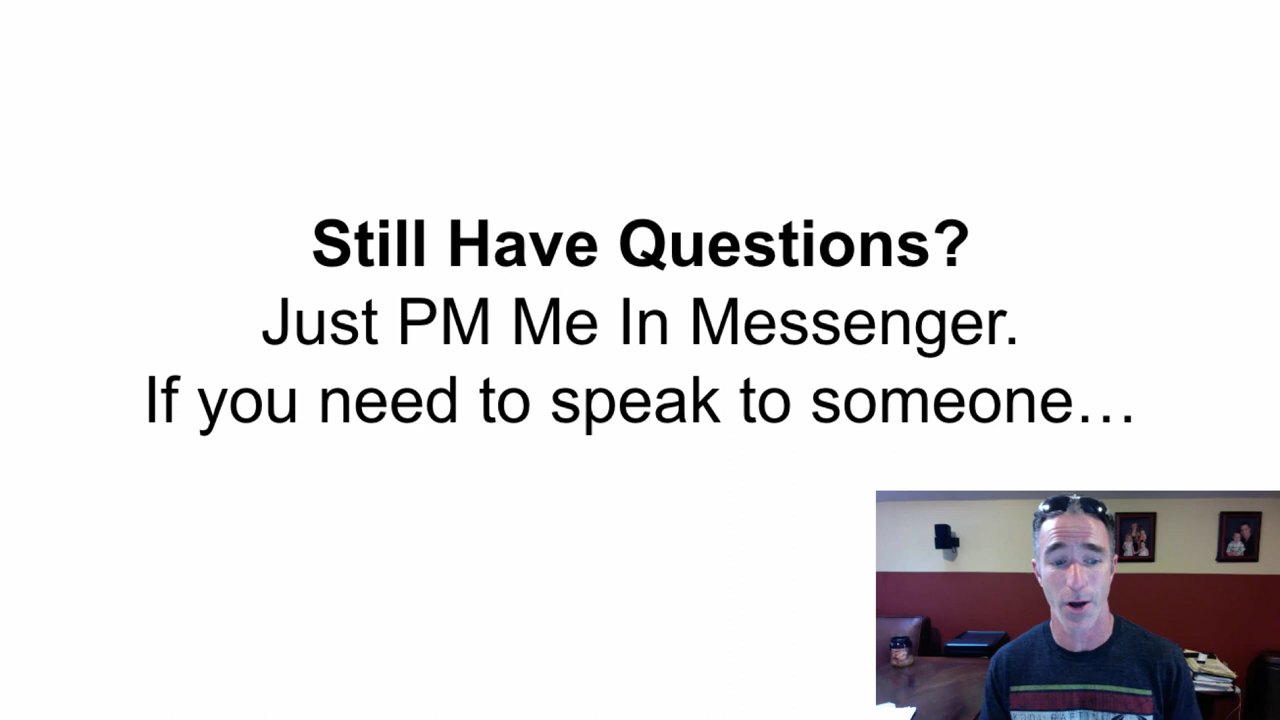 Still Have Questions?
Just PM Me In Messenger.
If you need to speak to someone…